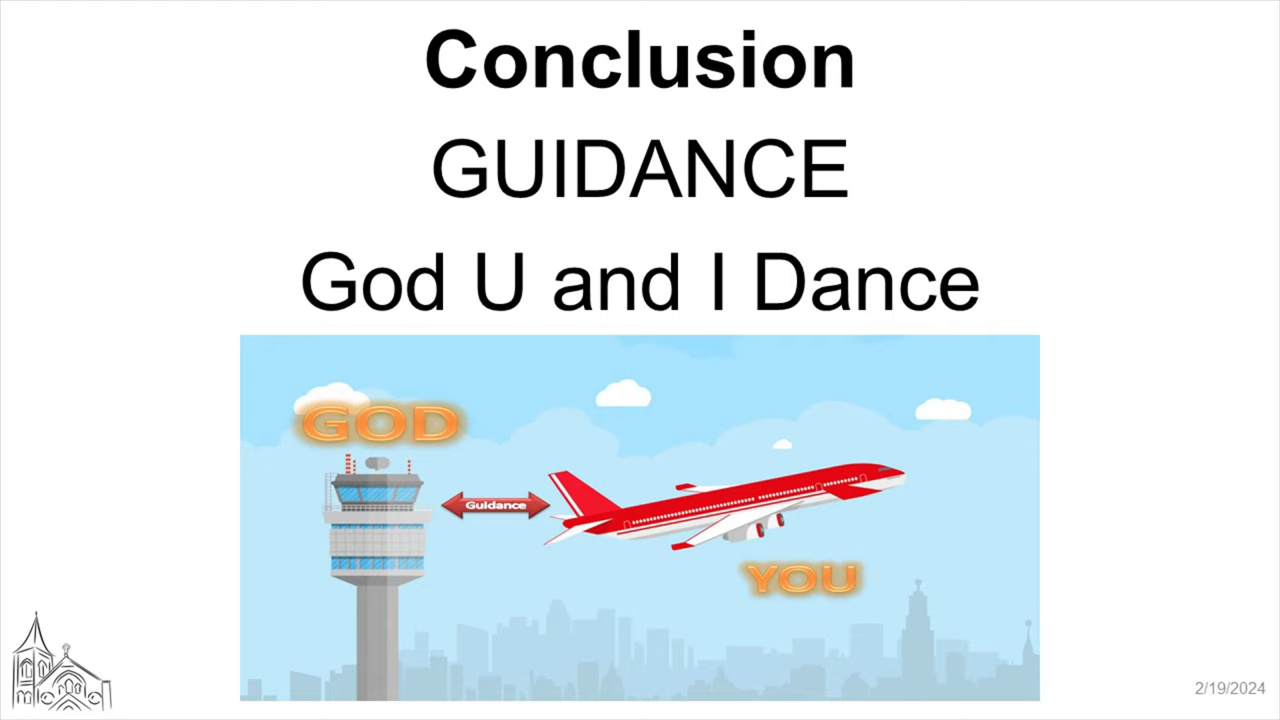 Conclusion
GUIDANCE
God U and I Dance
GOD
Guidance
YOU
2/19/2024